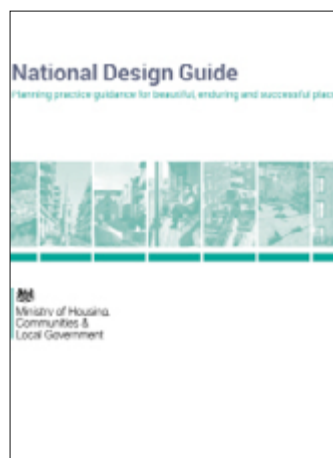 National Design Guide
Planning practice guidance for beautiful, enduring and successful plac
Ministry of Housing,
Communities &
Local Government